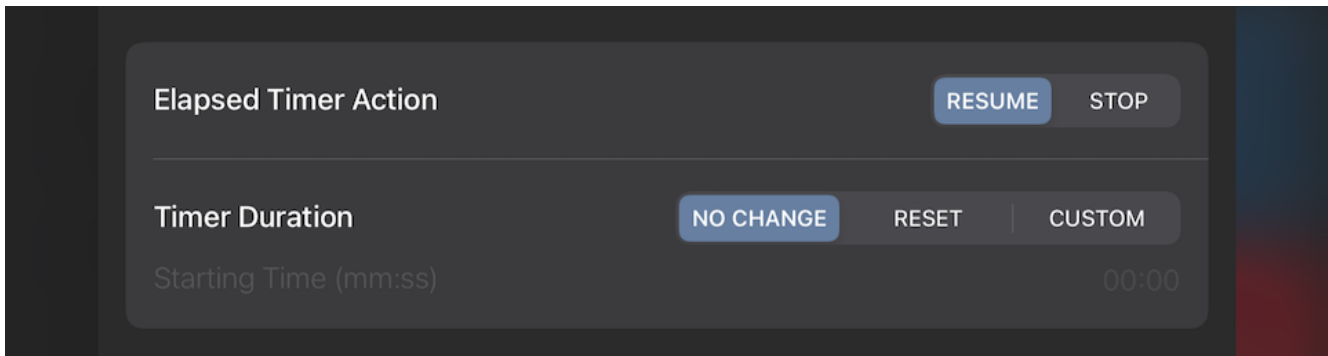 Elapsed Timer Action RESUME STOP
Timer Duration NO CHANGE RESET CUSTOM
Starting Time (mm:ss) 00:00